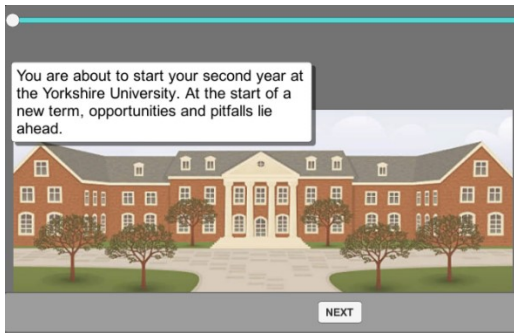 You are about to start your second year at
the Yorkshire University. At the start of a
new term, opportunities and pitfalls lie
ahead.
NEXT